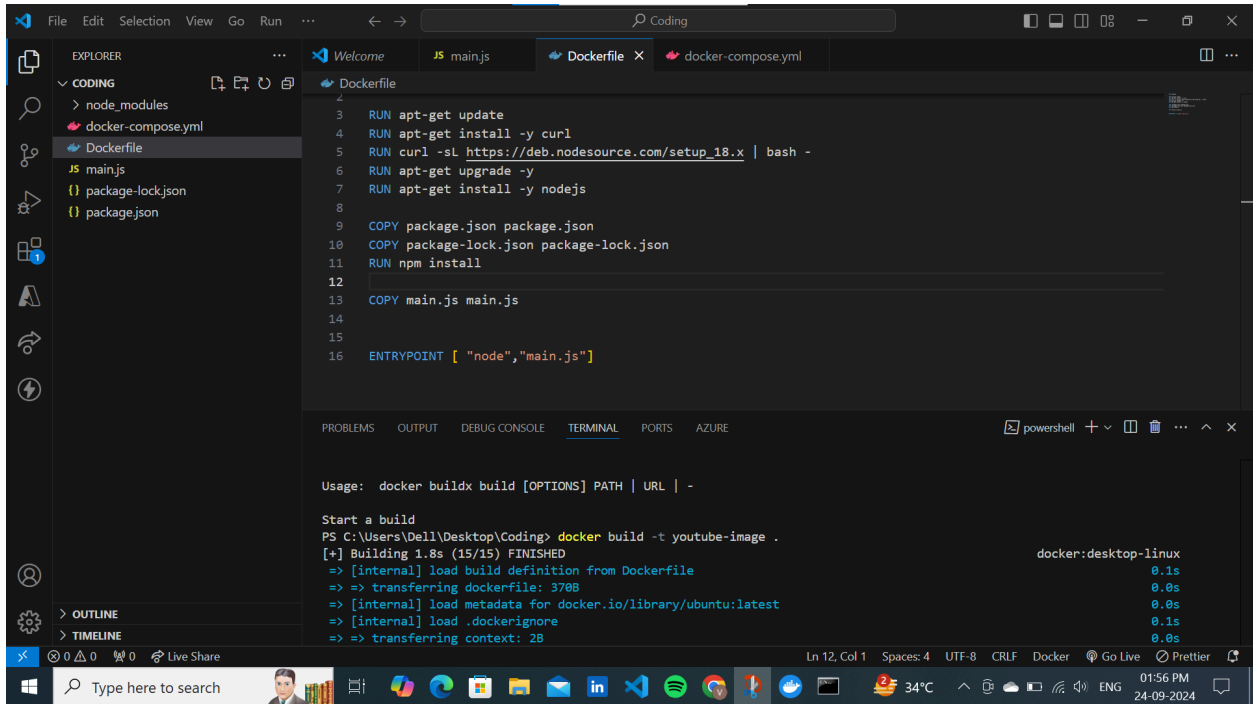 File Edit Selection View Go Run ··· Coding
EXPLORER
CODING
node_modules
docker-compose.yml
Dockerfile
JS main.js
{} package-lock.json
{} package.json
OUTLINE
TIMELINE
1
Welcome JS main.js Dockerfile docker-compose.yml
Dockerfile
2
3 RUN apt-get update
4 RUN apt-get install -y curl
5 RUN curl -sL https://deb.nodesource.com/setup_18.x | bash -
6 RUN apt-get upgrade -y
7 RUN apt-get install -y nodejs
8
9 COPY package.json package.json
10 COPY package-lock.json package-lock.json
11 RUN npm install
12
13 COPY main.js main.js
14
15
16 ENTRYPOINT [ "node","main.js"]
PROBLEMS OUTPUT DEBUG CONSOLE TERMINAL PORTS AZURE powershell
Usage:  docker buildx build [OPTIONS] PATH | URL | -
Start a build
PS C:\Users\Dell\Desktop\Coding> docker build -t youtube-image .
[+] Building 1.8s (15/15) FINISHED docker:desktop-linux
=> [internal] load build definition from Dockerfile 0.1s
=> => transferring dockerfile: 370B 0.0s
=> [internal] load metadata for docker.io/library/ubuntu:latest 0.0s
=> [internal] load .dockerignore 0.1s
=> => transferring context: 2B 0.0s
0 0 0 Live Share Ln 12, Col 1 Spaces: 4 UTF-8 CRLF Docker Go Live Prettier
Type here to search in 2 34°C ENG 01:56 PM
24-09-2024